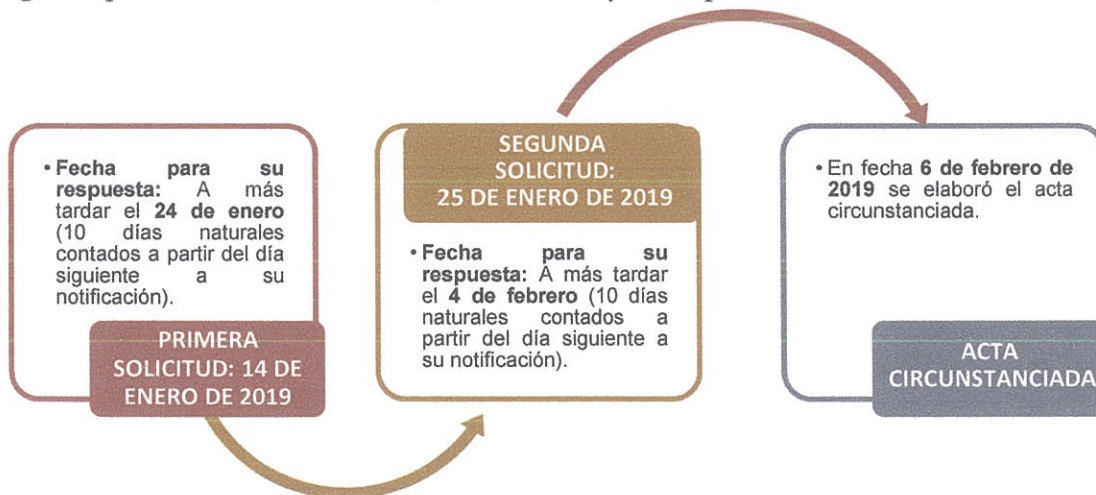 • Fecha para su
respuesta: A más
tardar el 24 de enero
(10 días naturales
contados a partir del día
siguiente a su
notificación).
PRIMERA
SOLICITUD: 14 DE
ENERO DE 2019
SEGUNDA
SOLICITUD:
25 DE ENERO DE 2019
• Fecha para su
respuesta: A más tardar
el 4 de febrero (10 días
naturales contados a
partir del día siguiente a
su notificación).
• En fecha 6 de febrero de
2019 se elaboró el acta
circunstanciada.
ACTA
CIRCUNSTANCIADA